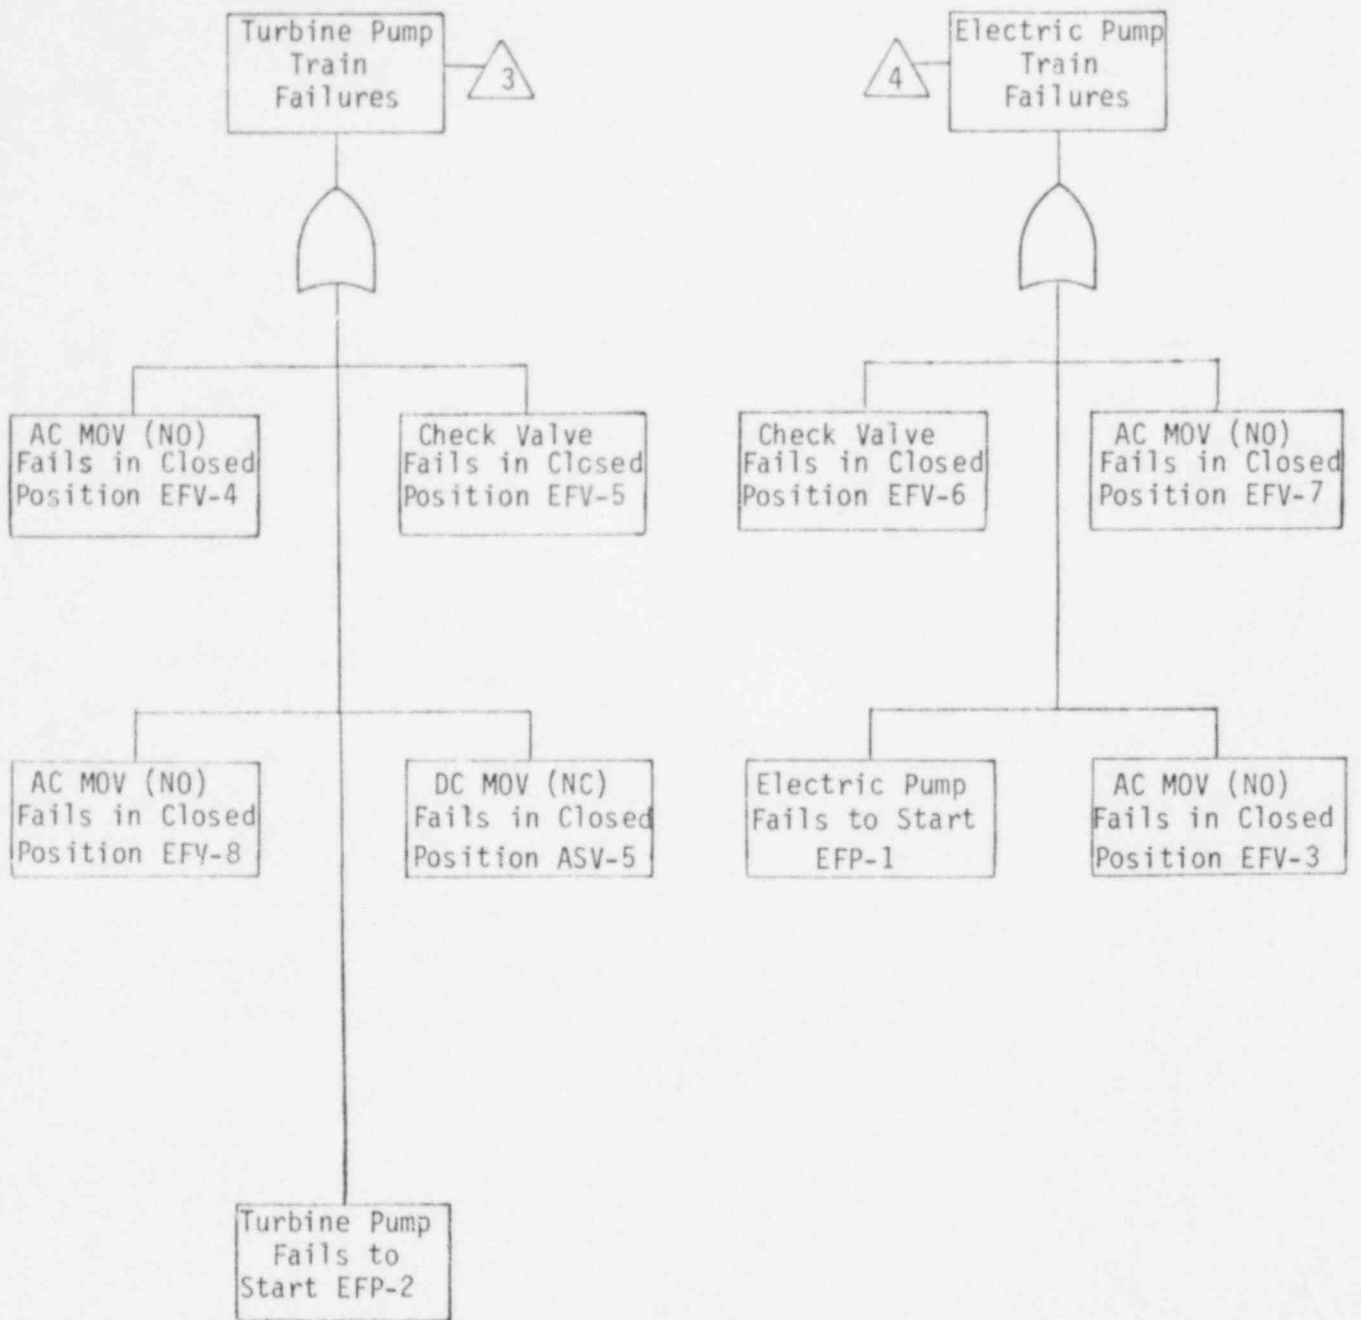 Turbine Pump
Train
Failures
3
4
Electric Pump
Train
Failures
AC MOV (NO)
Fails in Closed
Position EFV-4
Check Valve
Fails in Closed
Position EFV-5
Check Valve
Fails in Closed
Position EFV-6
AC MOV (NO)
Fails in Closed
Position EFV-7
AC MOV (NO)
Fails in Closed
Position EFV-8
DC MOV (NC)
Fails in Closed
Position ASV-5
Electric Pump
Fails to Start
EFP-1
AC MOV (NO)
Fails in Closed
Position EFV-3
Turbine Pump
Fails to
Start EFP-2